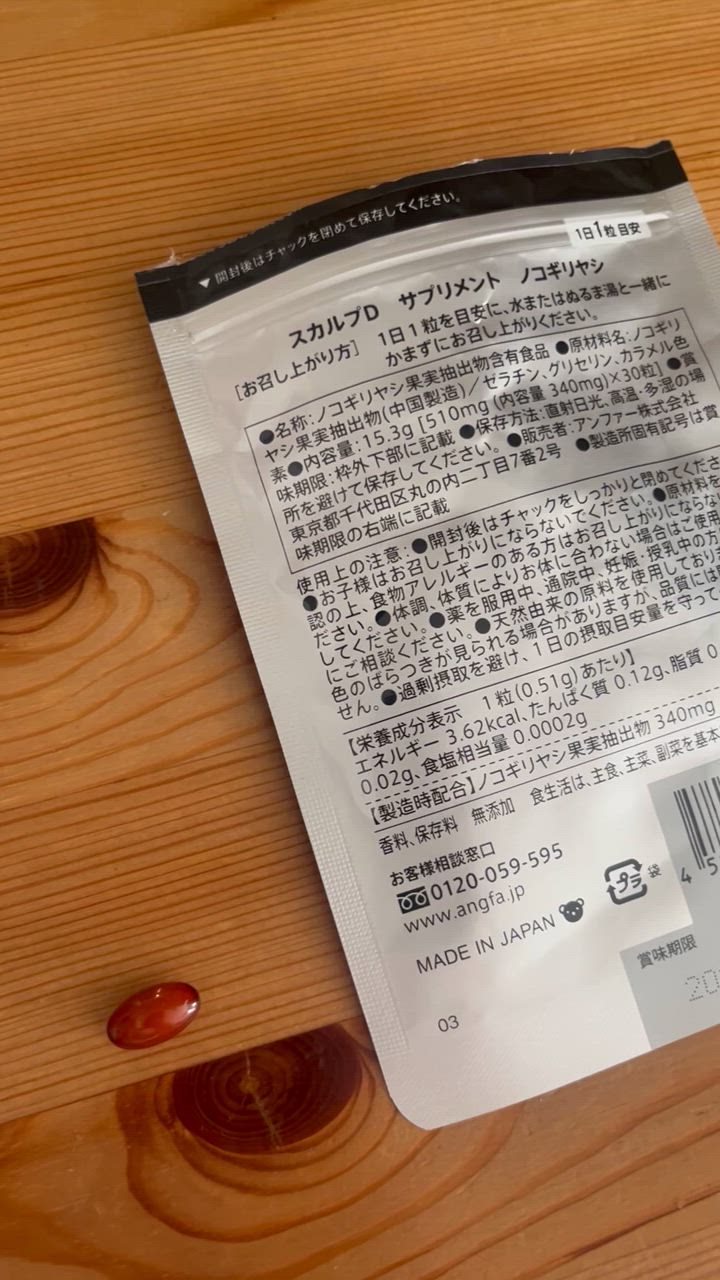 ▼開封後はチャックを閉めて保存してください。
1日1粒目安
スカルプD サプリメント ノコギリヤシ
[お召し上がり方] 1日1粒を目安に、水またはぬるま湯と一緒に
かまずにお召し上がりください。
●名称:ノコギリヤシ果実抽出物含有食品 ●原材料名:ノコギリ
ヤシ果実抽出物(中国製造)/ゼラチン、グリセリン、カラメル色
素●内容量:15.3g [510mg (内容量 340mg)×30粒] ●賞
味期限:枠外下部に記載 ●保存方法:直射日光、高温・多湿の場
所を避けて保存してください。●販売者:アンファー株式会社
東京都千代田区丸の内二丁目7番2号 ●製造所固有記号は賞
味期限の右端に記載
使用上の注意:●開封後はチャックをしっかりと閉めてくださ
●お子様はお召し上がりにならないでください。●原材料を
認の上、食物アレルギーのある方はお召し上がりにならな
ださい。●体調、体質によりお体に合わない場合はご使用
してください。●薬を服用中、通院中、妊娠・授乳中の方
にご相談ください。●天然由来の原料を使用しており
色のばらつきが見られる場合がありますが、品質には
せん。●過剰摂取を避け、1日の摂取目安量を守って
【栄養成分表示 1粒(0.51g)あたり】
エネルギー 3.62kcal、たんぱく質 0.12g、脂質 0
0.02g、食塩相当量 0.0002g
【製造時配合】ノコギリヤシ果実抽出物 340mg
香料、保存料 無添加 食生活は、主食、主菜、副菜を基本
お客様相談窓口
0120-059-595
www.angfa.jp
プラ 袋
MADE IN JAPAN
4 5
賞味期限
20
03